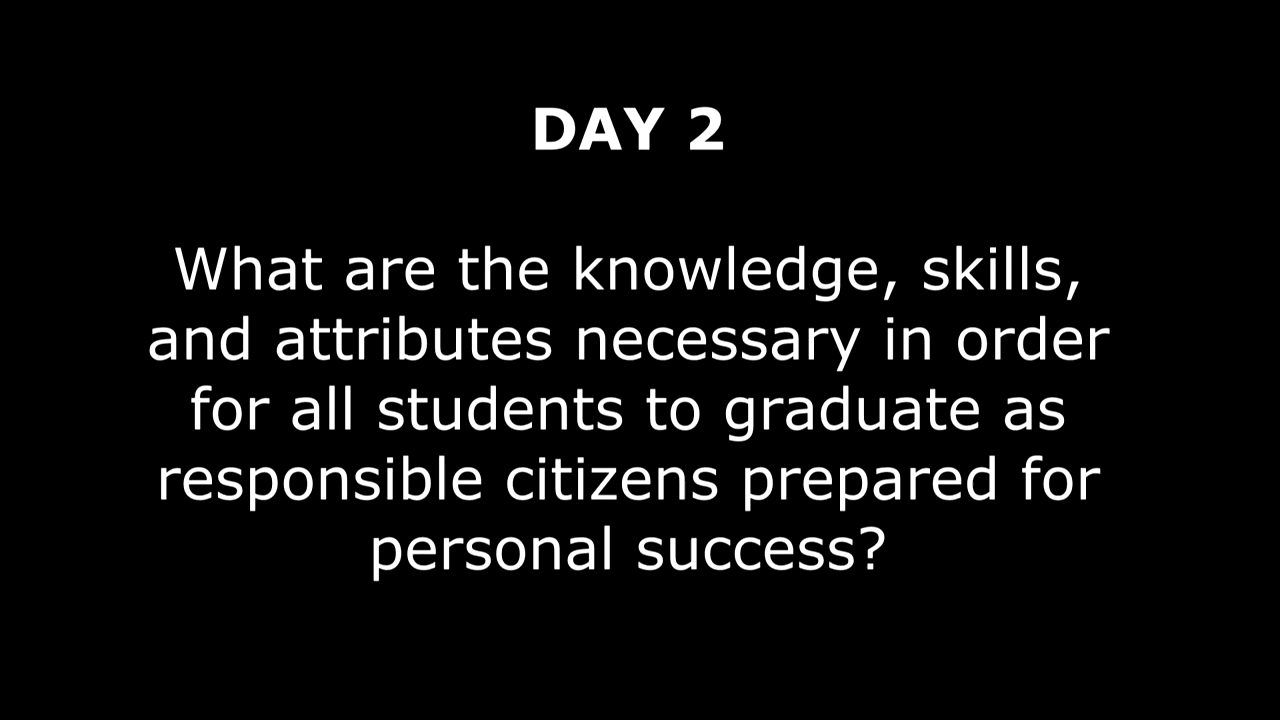 DAY 2
What are the knowledge, skills,
and attributes necessary in order
for all students to graduate as
responsible citizens prepared for
personal success?